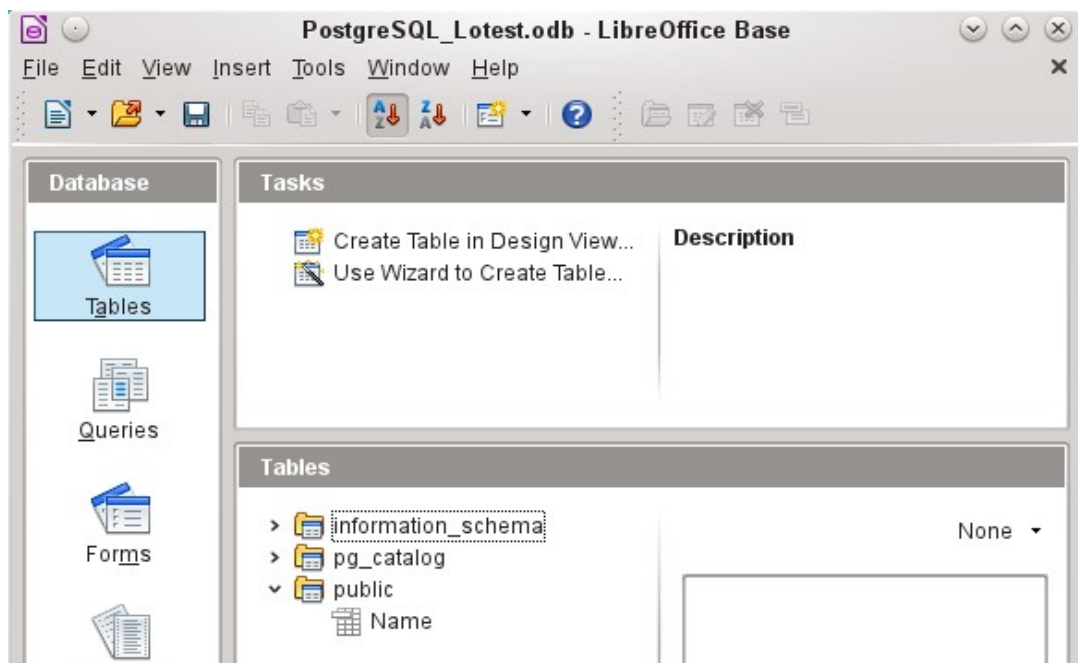 PostgreSQL_Lotest.odb - LibreOffice Base
File Edit View Insert Tools Window Help
Database
Tables
Queries
Forms
Tasks
Create Table in Design View...
Use Wizard to Create Table...
Description
Tables
information_schema
pg_catalog
public
Name
None